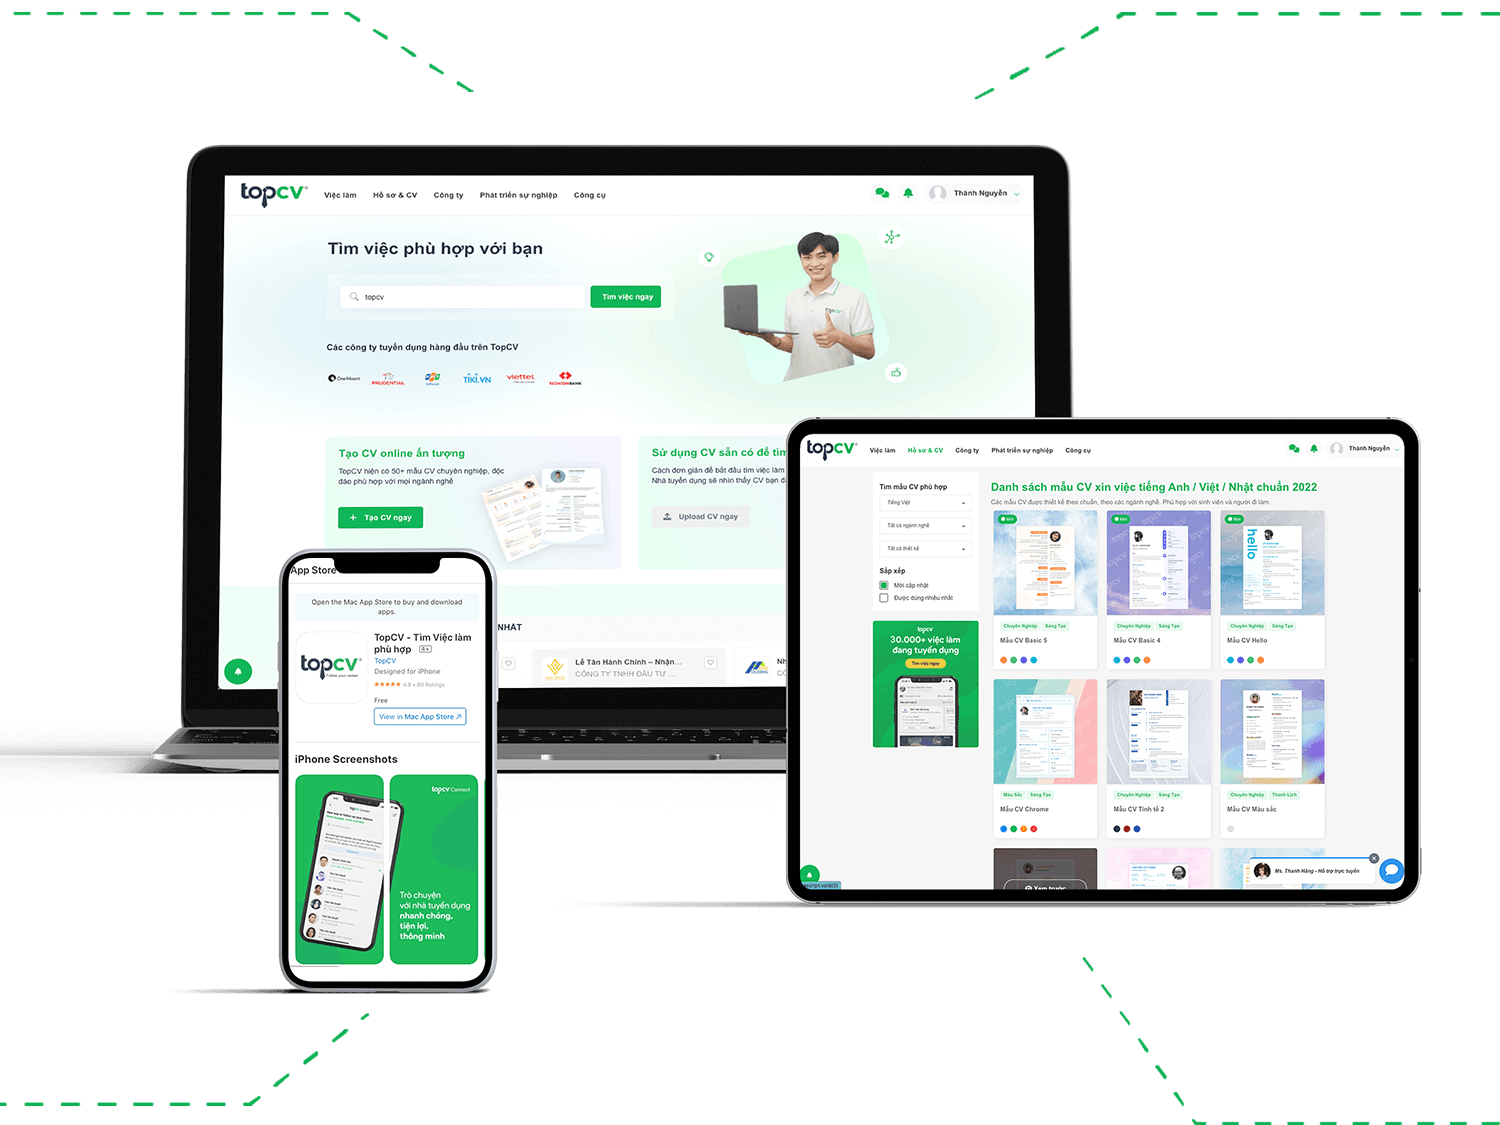 topcv
Việc làm
Hồ sơ & CV
Công ty
Phát triển sự nghiệp
Công cụ
Thành Nguyễn
Tìm việc phù hợp với bạn
topcv
Tìm việc ngay
topcv
Các công ty tuyển dụng hàng đầu trên TopCV
One Mount
PRUDENTIAL
FPT
Software
TIKI.VN
viettel
TECHCOMBANK
Tạo CV online ấn tượng
TopCV hiện có 50+ mẫu CV chuyên nghiệp, độc
đáo phù hợp với mọi ngành nghề
+ Tạo CV ngay
Sử dụng CV sẵn có để tìm
Cách đơn giản để bắt đầu tìm việc làm
Nhà tuyển dụng sẽ nhìn thấy CV bạn đ
Upload CV ngay
NHẤT
Lễ Tân Hành Chính – Nhận...
CÔNG TY TNHH ĐẦU TƯ ...
Nh
CÔ
App Store
Open the Mac App Store to buy and download
apps.
topcv
Follow your career
TopCV - Tìm Việc làm
phù hợp 4+
TopCV
Designed for iPhone
4.6 • 80 Ratings
Free
View in Mac App Store
iPhone Screenshots
topcv Connect
Trò chuyện
với nhà tuyển dụng
nhanh chóng,
tiện lợi,
thông minh
topcv
Việc làm
Hồ sơ & CV
Công ty
Phát triển sự nghiệp
Công cụ
Thành Nguyễn
Tìm mẫu CV phù hợp
Tiếng Việt
Tất cả ngành nghề
Tất cả thiết kế
Sắp xếp
Mới cập nhật
Được dùng nhiều nhất
topcv
30.000+ việc làm
đang tuyển dụng
Tìm việc ngay
Danh sách mẫu CV xin việc tiếng Anh / Việt / Nhật chuẩn 2022
Các mẫu CV được thiết kế theo chuẩn, theo các ngành nghề. Phù hợp với sinh viên và người đi làm.
Mới
Mới
Mới
hello
Chuyên Nghiệp
Sáng Tạo
Mẫu CV Basic 5
Chuyên Nghiệp
Sáng Tạo
Mẫu CV Basic 4
Chuyên Nghiệp
Sáng Tạo
Mẫu CV Hello
Màu Sắc
Sáng Tạo
Mẫu CV Chrome
Chuyên Nghiệp
Sáng Tạo
Mẫu CV Tinh tế 2
Chuyên Nghiệp
Thanh Lịch
Mẫu CV Màu sắc
Xem trước
Ms. Thanh Hằng - Hỗ trợ trực tuyến